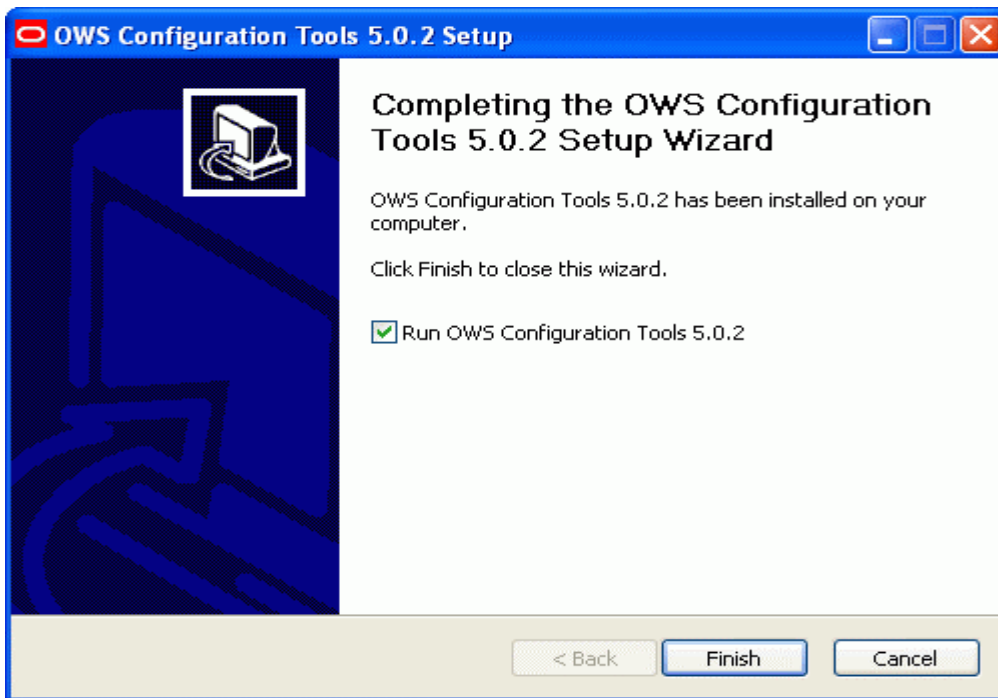 OWS Configuration Tools 5.0.2 Setup
Completing the OWS Configuration
Tools 5.0.2 Setup Wizard
OWS Configuration Tools 5.0.2 has been installed on your
computer.
Click Finish to close this wizard.
Run OWS Configuration Tools 5.0.2
< Back
Finish
Cancel